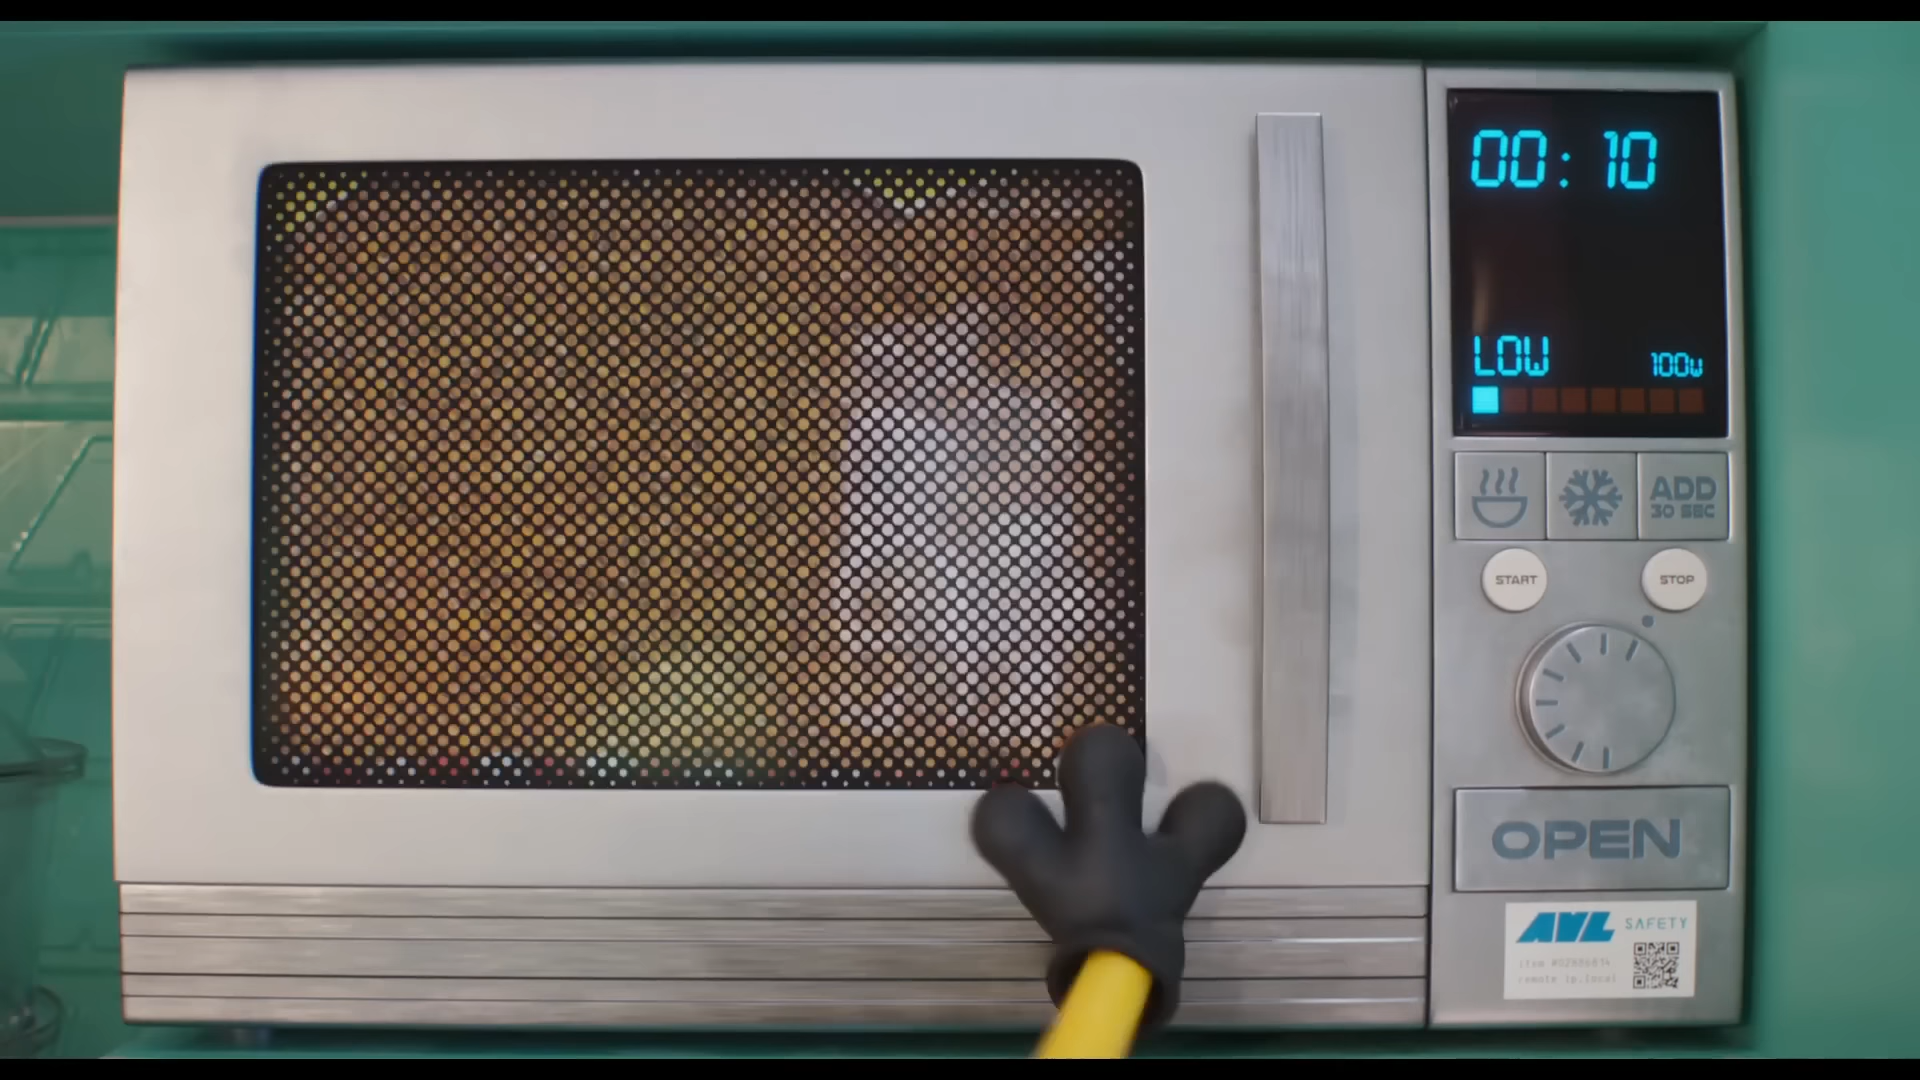 00:10
LOW 100W
ADD
30 SEC
START STOP
OPEN
AVL SAFETY